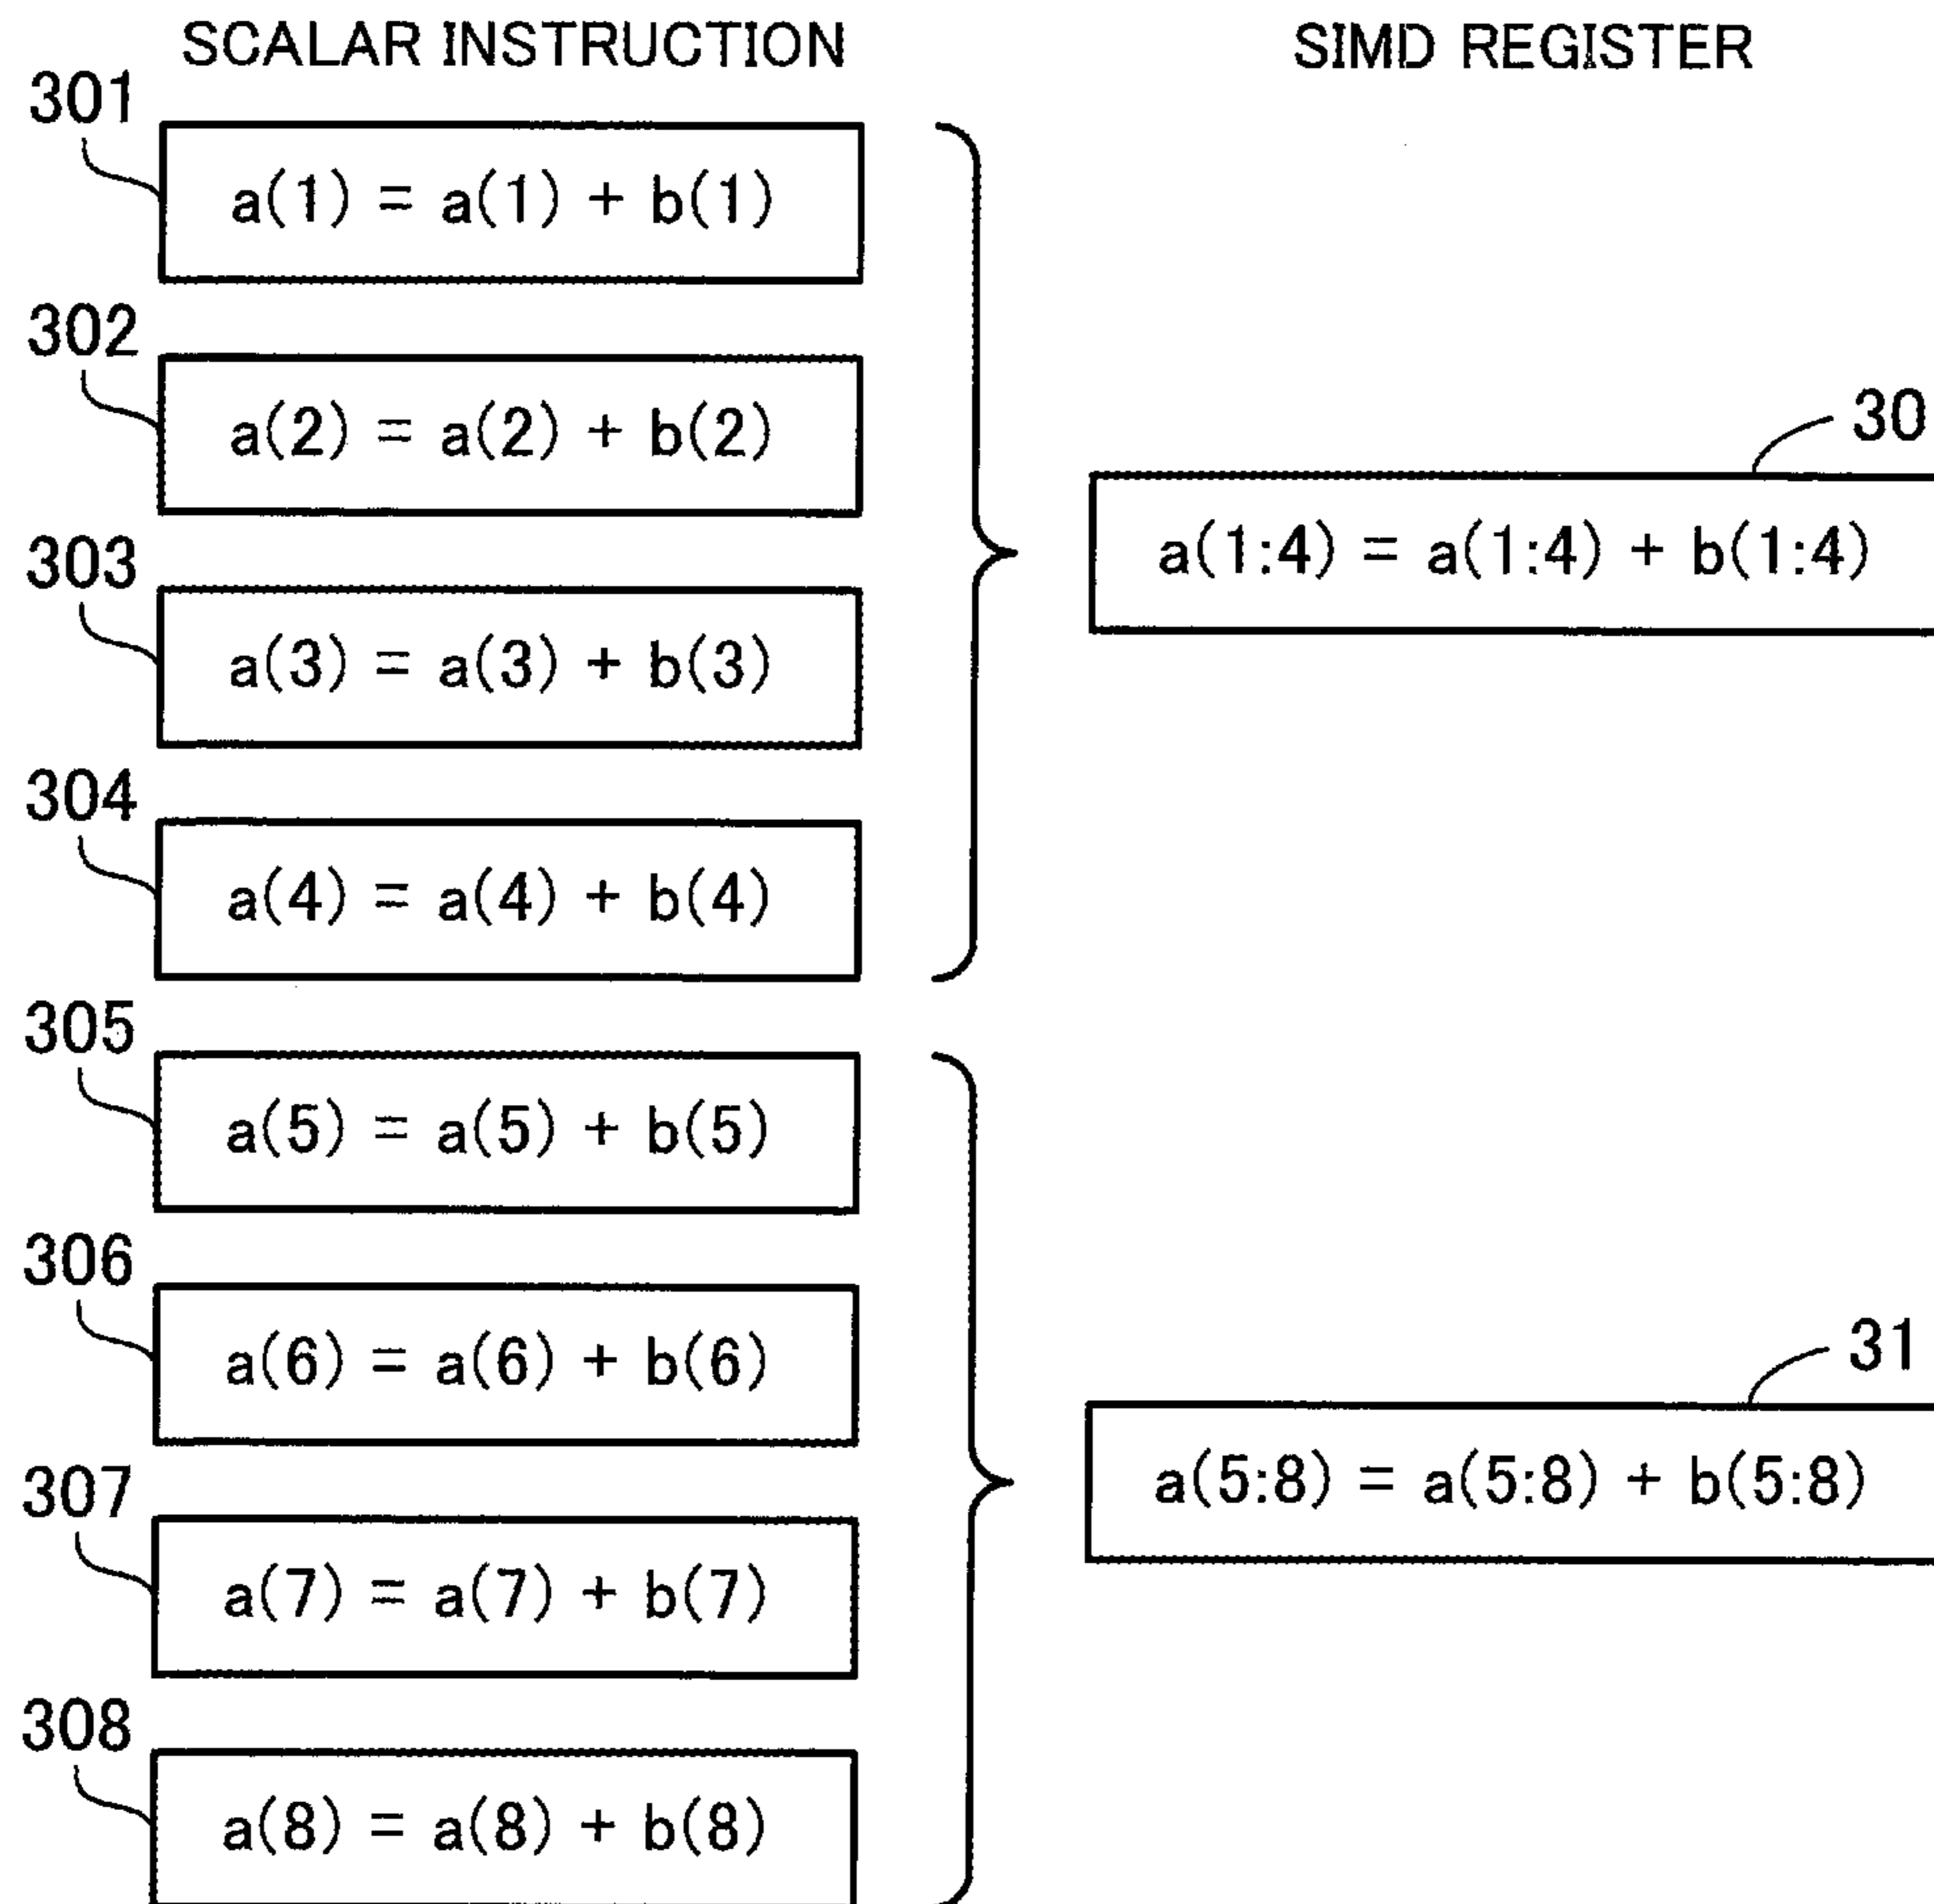 SCALAR INSTRUCTION
SIMD REGISTER
301
a(1) = a(1) + b(1)
302
a(2) = a(2) + b(2)
30
303
a(1:4) = a(1:4) + b(1:4)
a(3) = a(3) + b(3)
304
a(4) = a(4) + b(4)
305
a(5) = a(5) + b(5)
306
a(6) = a(6) + b(6)
31
307
a(5:8) = a(5:8) + b(5:8)
a(7) = a(7) + b(7)
308
a(8) = a(8) + b(8)